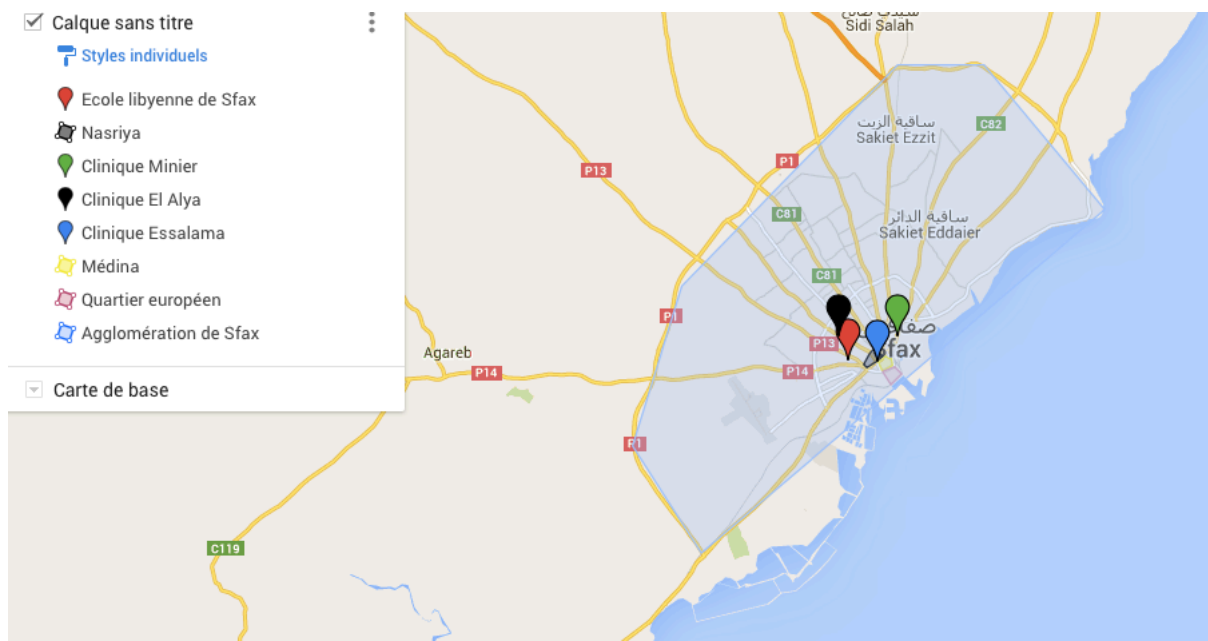 Calque sans titre
Styles individuels
Ecole libyenne de Sfax
Nasriya
Clinique Minier
Clinique El Alya
Clinique Essalama
Médina
Quartier européen
Agglomération de Sfax
Carte de base
Sidi Salah
ساقية الزيت
Sakiet Ezzit
C82
P1
P13
C81
ساقية الدائر
Sakiet Eddaier
C81
P1
P13
Sfax
Agareb
P14
P14
P1
C119